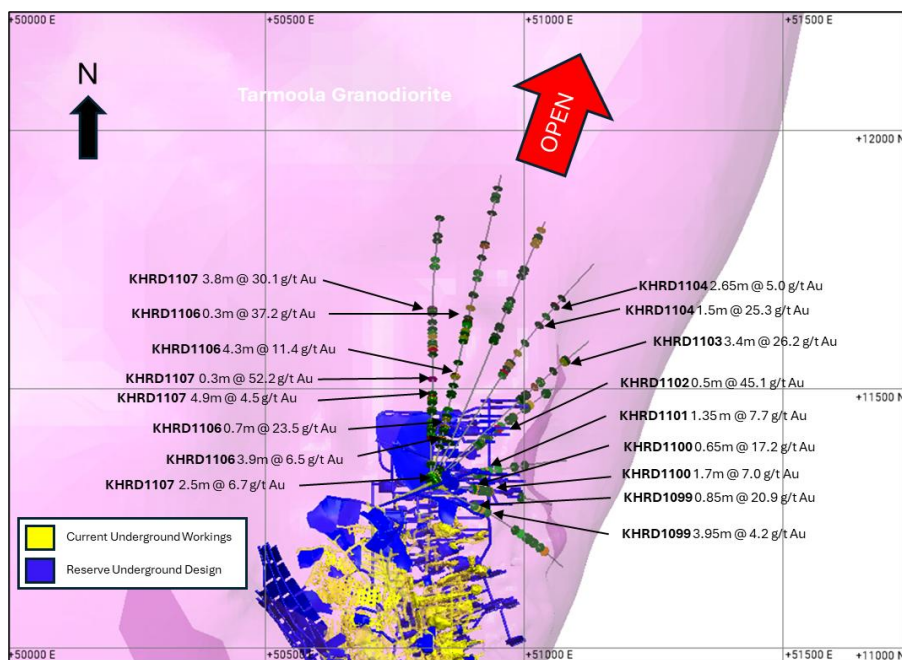 +50000 E
+50500 E
+51000 E
+51500 E
N
Tarmoola Granodiorite
OPEN
+12000 N
KHRD1107 3.8m @ 30.1 g/t Au
KHRD1106 0.3m @ 37.2 g/t Au
KHRD1106 4.3m @ 11.4 g/t Au
KHRD1107 0.3m @ 52.2 g/t Au
KHRD1107 4.9m @ 4.5 g/t Au
KHRD1106 0.7m @ 23.5 g/t Au
KHRD1106 3.9m @ 6.5 g/t Au
KHRD1107 2.5m @ 6.7 g/t Au
KHRD1104 2.65m @ 5.0 g/t Au
KHRD1104 1.5m @ 25.3 g/t Au
KHRD1103 3.4m @ 26.2 g/t Au
KHRD1102 0.5m @ 45.1 g/t Au
+11500 N
KHRD1101 1.35m @ 7.7 g/t Au
KHRD1100 0.65m @ 17.2 g/t Au
KHRD1100 1.7m @ 7.0 g/t Au
KHRD1099 0.85m @ 20.9 g/t Au
KHRD1099 3.95m @ 4.2 g/t Au
Current Underground Workings
Reserve Underground Design
+50000 E
+50500 E
+51000 E
+51500 E
+11000 N